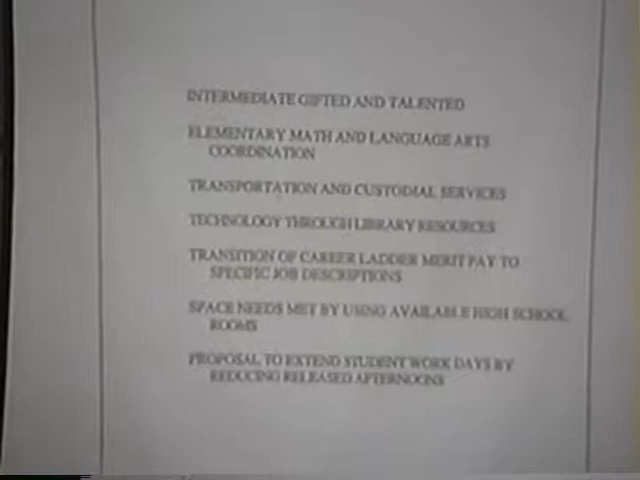 INTERMEDIATE GIFTED AND TALENTED
ELEMENTARY MATH AND LANGUAGE ARTS
COORDINATION
TRANSPORTATION AND CUSTODIAL SERVICES
TECHNOLOGY THROUGH LIBRARY RESOURCES
TRANSITION OF CAREER LADDER MERIT PAY TO
SPECIFIC JOB DESCRIPTIONS
SPACE NEEDS MET BY USING AVAILABLE HIGH SCHOOL
ROOMS
PROPOSAL TO EXTEND STUDENT WORK DAYS BY
REDUCING RELEASED AFTERNOONS